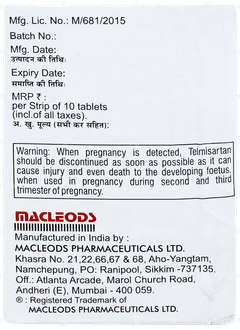 Mfg. Lic. No.: M/681/2015
Batch No.:
Mfg. Date:
उत्पादन की तिथि:
Expiry Date:
समाप्ति की तिथि:
MRP ₹ :
per Strip of 10 tablets
(incl.of all taxes).
अ. खु. मूल्य (सभी कर सहित):
Warning: When pregnancy is detected, Telmisartan
should be discontinued as soon as possible as it can
cause injury and even death to the developing foetus.
when used in pregnancy during second and third
trimester of pregnancy.
MACLEODS
Manufactured in India by :
MACLEODS PHARMACEUTICALS LTD.
Khasra No. 21,22,66,67 & 68, Aho-Yangtam,
Namchepung, PO: Ranipool, Sikkim -737135.
Off.: Atlanta Arcade, Marol Church Road,
Andheri (E), Mumbai - 400 059.
® : Registered Trademark of
MACLEODS PHARMACEUTICALS LTD.